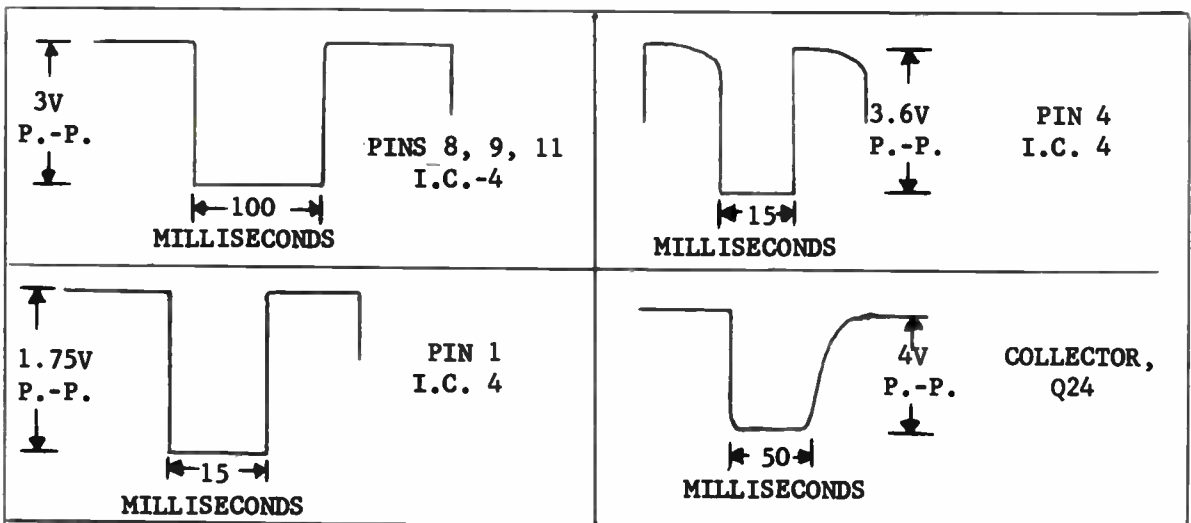 3V
P.-P.
PINS 8, 9, 11
I.C.-4
100
MILLISECONDS
3.6V
P.-P.
PIN 4
I.C. 4
15
MILLISECONDS
1.75V
P.-P.
PIN 1
I.C. 4
15
MILLISECONDS
4V
P.-P.
COLLECTOR,
Q24
50
MILLISECONDS